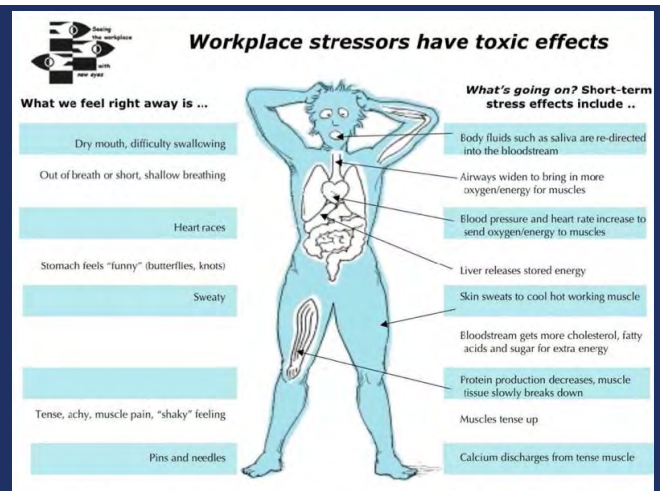 Seeing
the workplace
with
new eyes
Workplace stressors have toxic effects
What we feel right away is ...
What's going on? Short-term
stress effects include ..
Dry mouth, difficulty swallowing
Body fluids such as saliva are re-directed
into the bloodstream
Out of breath or short, shallow breathing
Airways widen to bring in more
oxygen/energy for muscles
Heart races
Blood pressure and heart rate increase to
send oxygen/energy to muscles
Stomach feels "funny" (butterflies, knots)
Liver releases stored energy
Sweaty
Skin sweats to cool hot working muscle
Bloodstream gets more cholesterol, fatty
acids and sugar for extra energy
Protein production decreases, muscle
tissue slowly breaks down
Tense, achy, muscle pain, "shaky" feeling
Muscles tense up
Pins and needles
Calcium discharges from tense muscle